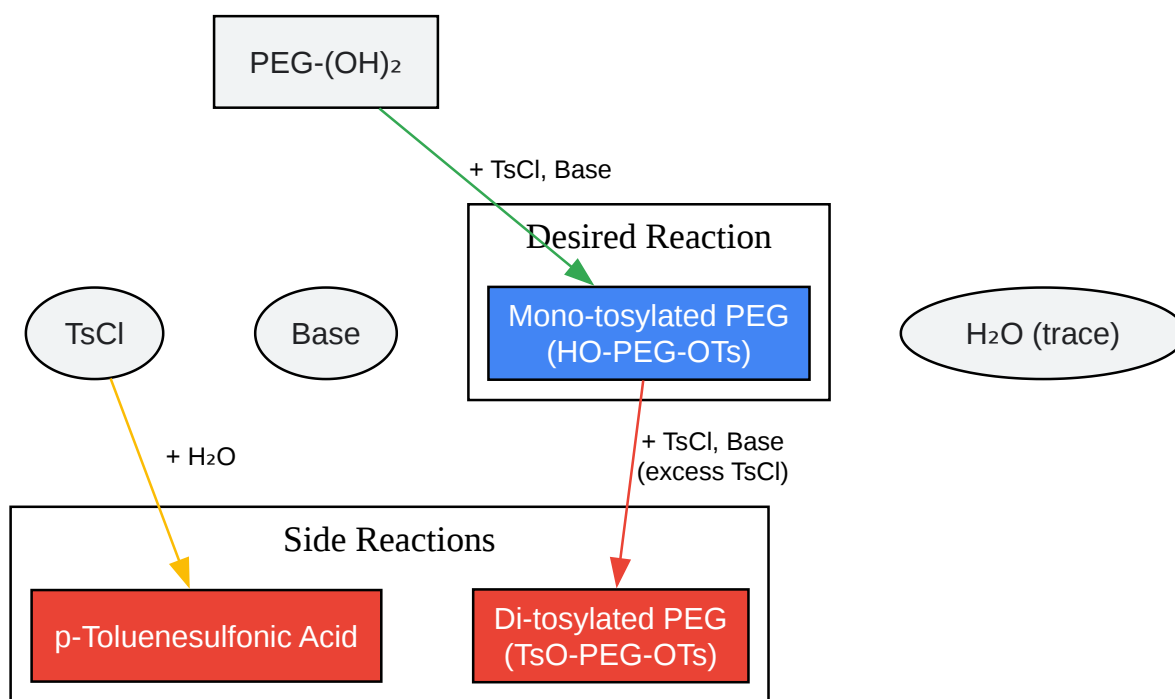 PEG-(OH)₂
+ TsCl, Base
Desired Reaction
TsCl
Base
Mono-tosylated PEG
(HO-PEG-OTs)
H₂O (trace)
+ H₂O
+ TsCl, Base
(excess TsCl)
Side Reactions
p-Toluenesulfonic Acid
Di-tosylated PEG
(TsO-PEG-OTs)